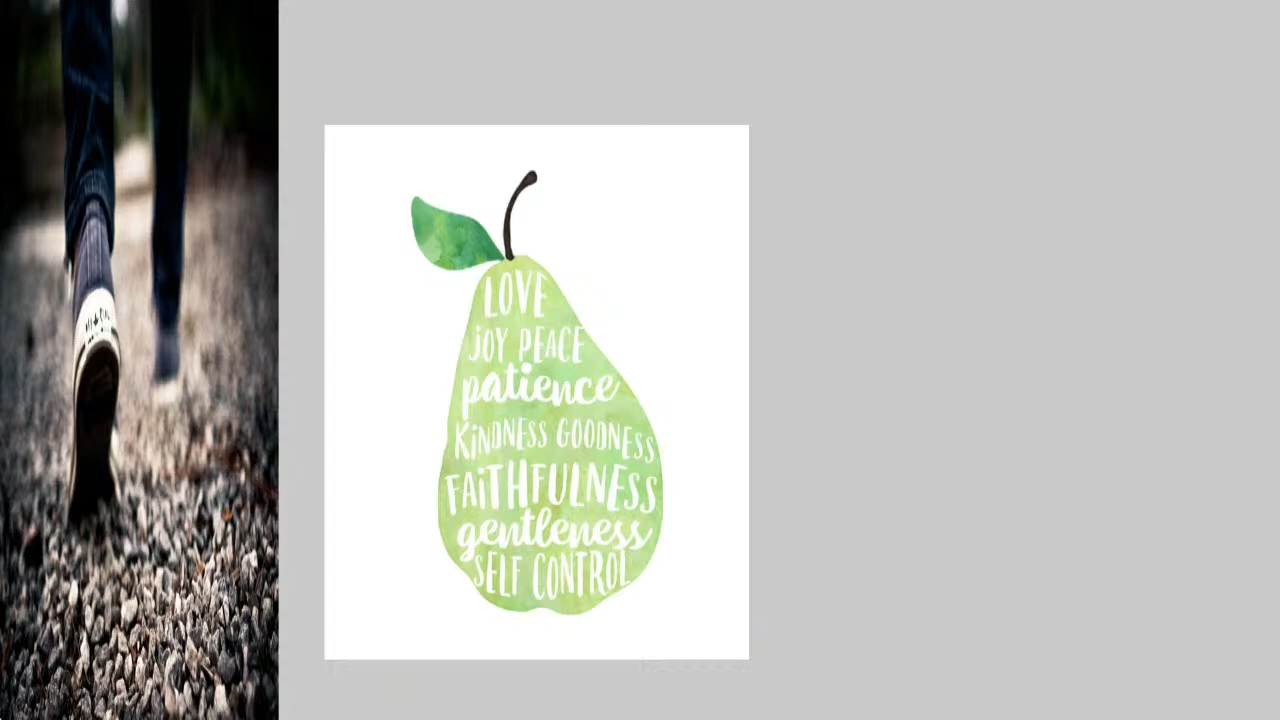 LOVE
JOY PEACE
patience
KiNDNESS GOODNESS
FAiTHFULNESS
gentleness
SELF CONTROL